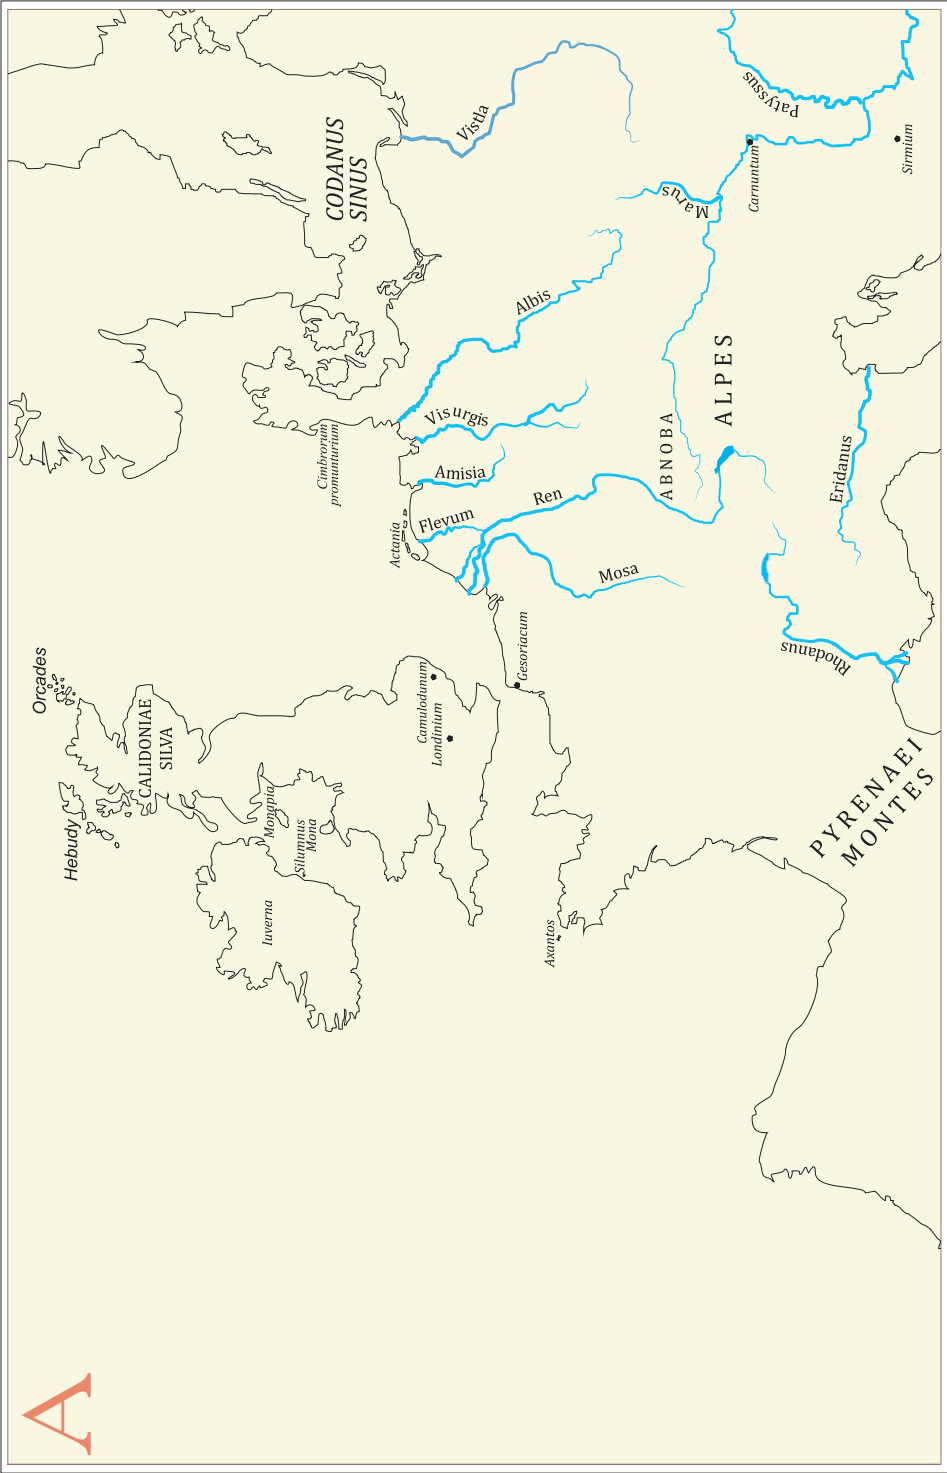 A
Orcades
Hebudy
CALIDONIAE
SILVA
Monapia
Silumnus
Mona
Iuverna
Camulodunum
Londinium
Axantos
Gesoriacum
Cimbrorum
promunturium
CODANUS
SINUS
Actania
Flevum
Amisia
Visurgis
Albis
Vistla
Ren
Mosa
Marus
Patyssus
Carnuntum
Sirmium
ABNOBA
ALPES
Eridanus
Rhodanus
PYRENAEI
MONTES